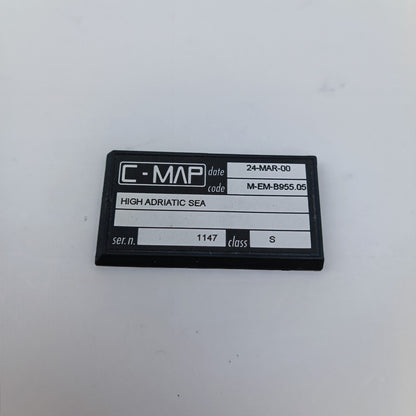 C-MAP date 24-MAR-00
code M-EM-B955.05
HIGH ADRIATIC SEA
ser. n. 1147 class S